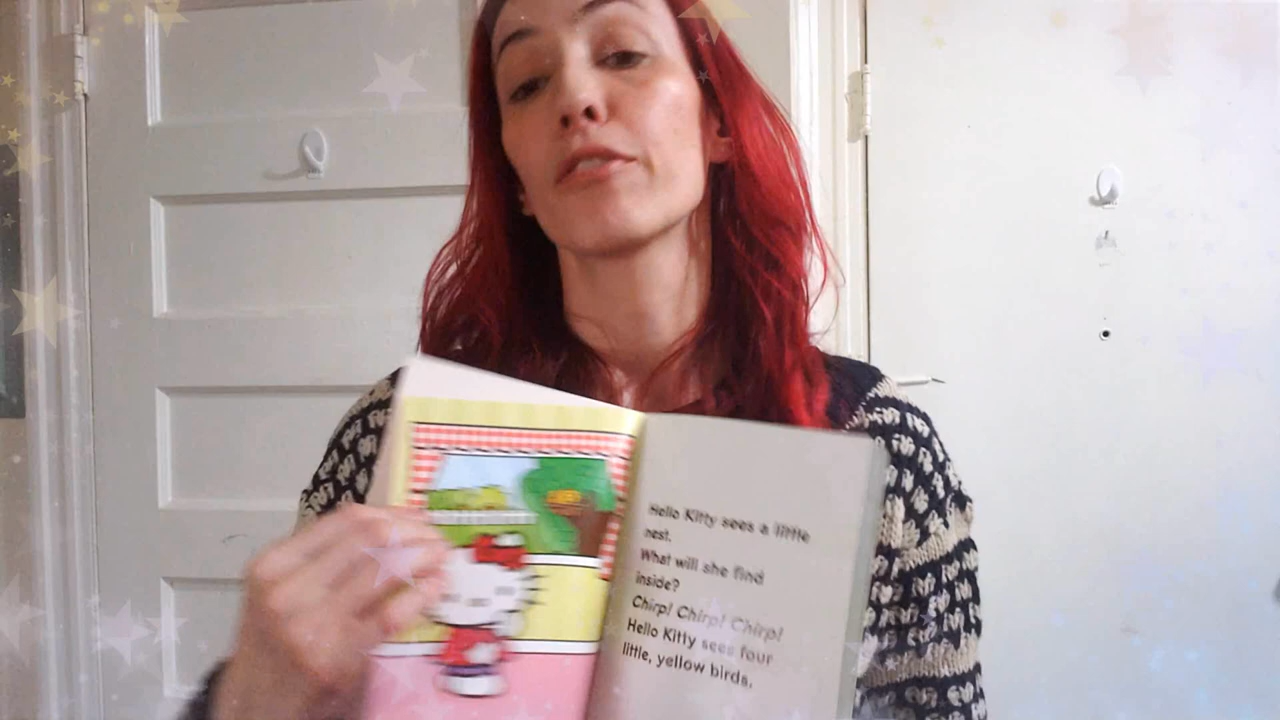 Hello Kitty sees a little
nest.
What will she find
inside?
Chirp! Chirp! Chirp!
Hello Kitty sees four
little, yellow birds.